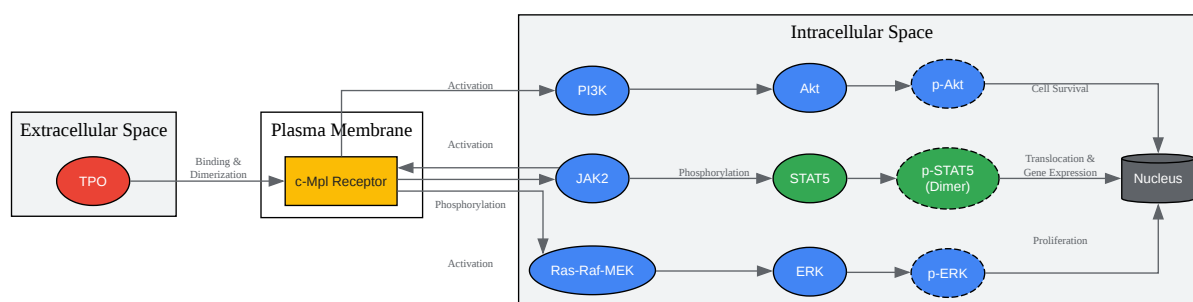 Intracellular Space
Activation
PI3K
Akt
p-Akt
Cell Survival
Extracellular Space
Plasma Membrane
TPO
Binding &
Dimerization
c-Mpl Receptor
Activation
Phosphorylation
JAK2
Phosphorylation
STAT5
p-STAT5
(Dimer)
Translocation &
Gene Expression
Nucleus
Activation
Ras-Raf-MEK
ERK
p-ERK
Proliferation